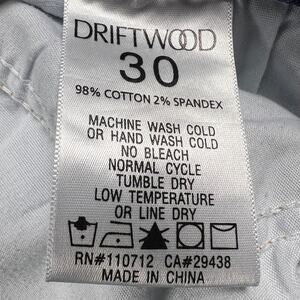 DRIFTWOOD
30
98% COTTON 2% SPANDEX
MACHINE WASH COLD
OR HAND WASH COLD
NO BLEACH
NORMAL CYCLE
TUMBLE DRY
LOW TEMPERATURE
OR LINE DRY
RN#110712 CA#29438
MADE IN CHINA